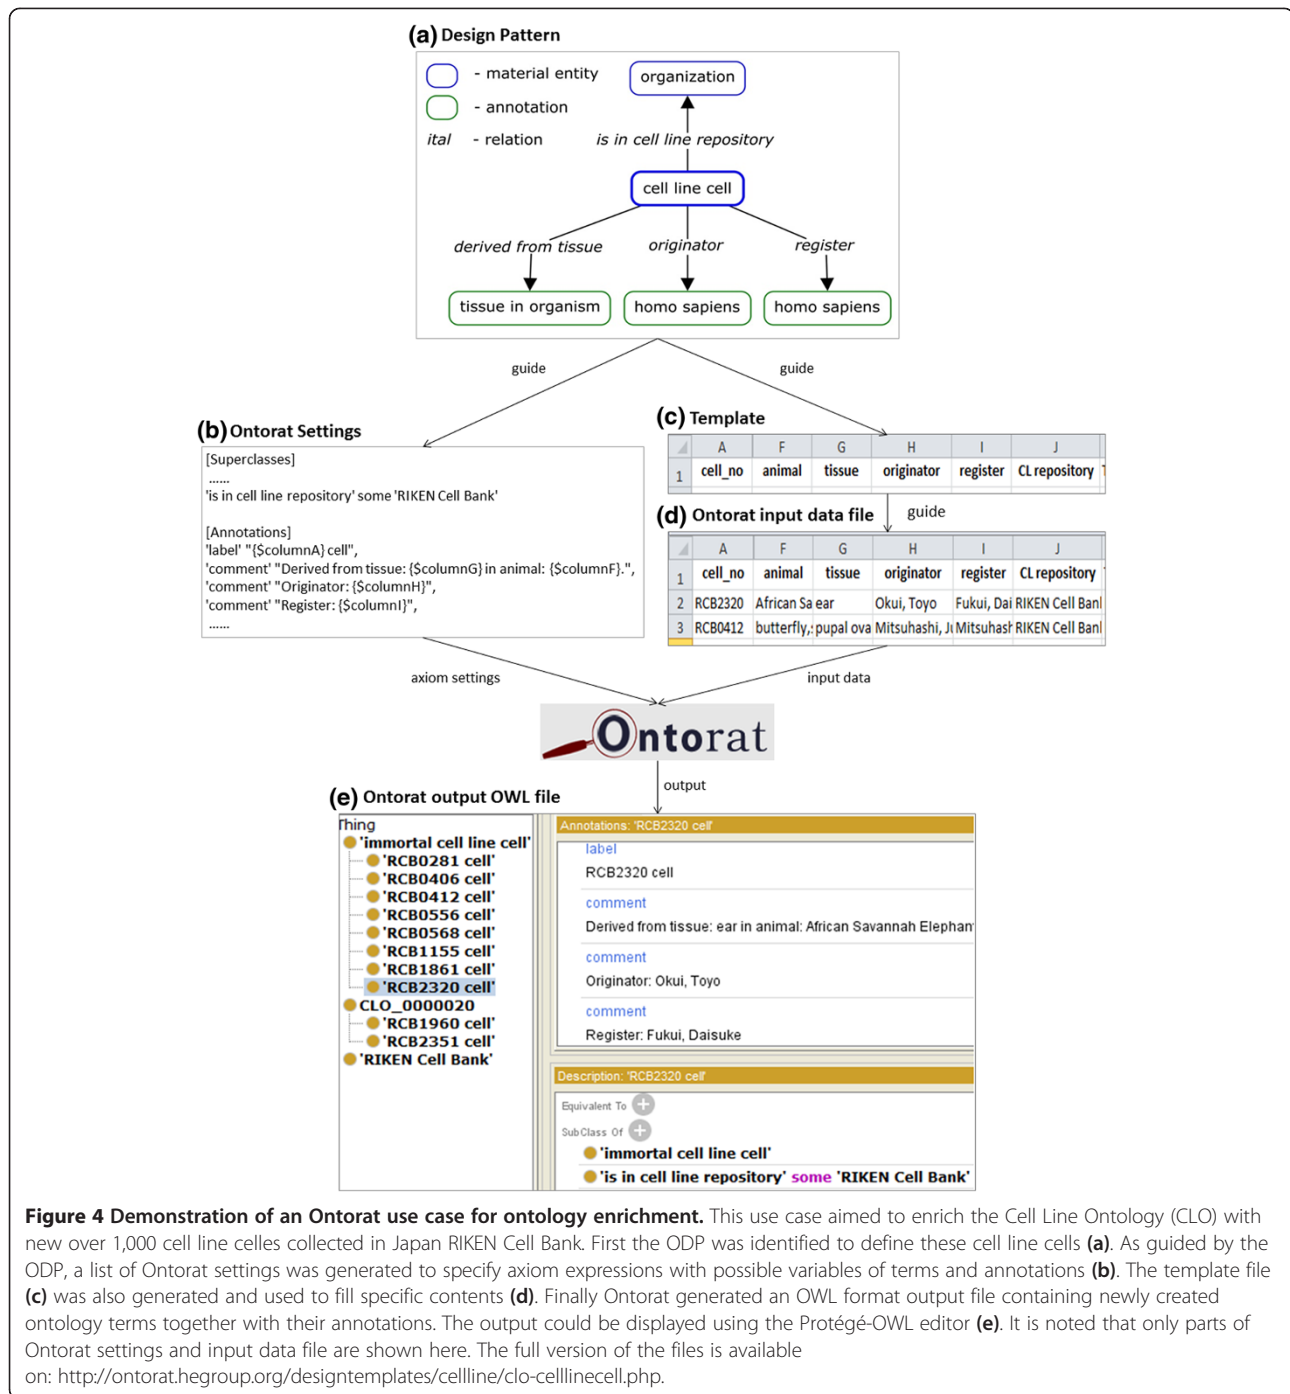 (a) Design Pattern
- material entity
- annotation
ital - relation
organization
is in cell line repository
cell line cell
derived from tissue
originator
register
tissue in organism
homo sapiens
homo sapiens
guide
guide
(b) Ontorat Settings
[Superclasses]
......
'is in cell line repository' some 'RIKEN Cell Bank'
[Annotations]
'label' "{$columnA} cell",
'comment' "Derived from tissue: {$columnG} in animal: {$columnF}.",
'comment' "Originator: {$columnH}",
'comment' "Register: {$columnI}",
......
(c) Template
A F G H I J
1 cell_no animal tissue originator register CL repository
guide
(d) Ontorat input data file
A F G H I J
1 cell_no animal tissue originator register CL repository
2 RCB2320 African Sa ear Okui, Toyo Fukui, Dai RIKEN Cell Ban
3 RCB0412 butterfly, pupal ova Mitsuhashi, Ju Mitsuhash RIKEN Cell Ban
axiom settings
input data
Ontorat
output
(e) Ontorat output OWL file
Thing
'immortal cell line cell'
'RCB0281 cell'
'RCB0406 cell'
'RCB0412 cell'
'RCB0556 cell'
'RCB0568 cell'
'RCB1155 cell'
'RCB1861 cell'
'RCB2320 cell'
CLO_0000020
'RCB1960 cell'
'RCB2351 cell'
'RIKEN Cell Bank'
Annotations: 'RCB2320 cell'
label
RCB2320 cell
comment
Derived from tissue: ear in animal: African Savannah Elephan
comment
Originator: Okui, Toyo
comment
Register: Fukui, Daisuke
Description: 'RCB2320 cell'
Equivalent To
SubClass Of
'immortal cell line cell'
'is in cell line repository' some 'RIKEN Cell Bank'
Figure 4 Demonstration of an Ontorat use case for ontology enrichment. This use case aimed to enrich the Cell Line Ontology (CLO) with
new over 1,000 cell line celles collected in Japan RIKEN Cell Bank. First the ODP was identified to define these cell line cells (a). As guided by the
ODP, a list of Ontorat settings was generated to specify axiom expressions with possible variables of terms and annotations (b). The template file
(c) was also generated and used to fill specific contents (d). Finally Ontorat generated an OWL format output file containing newly created
ontology terms together with their annotations. The output could be displayed using the Protégé-OWL editor (e). It is noted that only parts of
Ontorat settings and input data file are shown here. The full version of the files is available
on: http://ontorat.hegroup.org/designtemplates/cellline/clo-celllinecell.php.